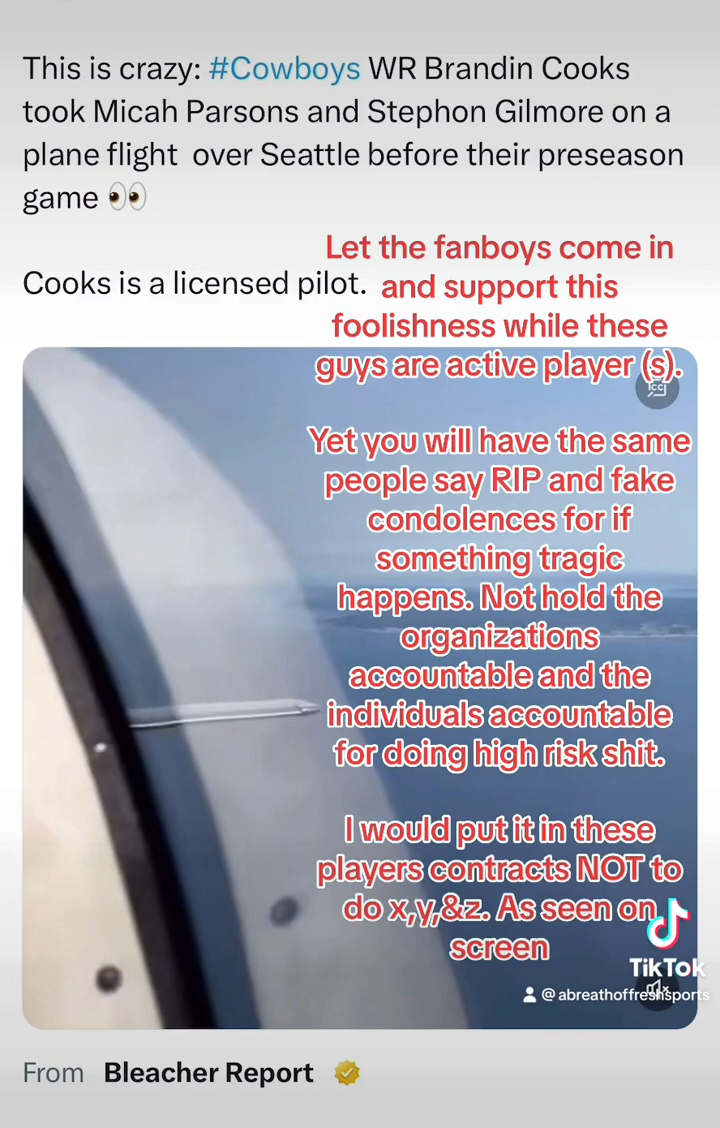 This is crazy: #Cowboys WR Brandin Cooks
took Micah Parsons and Stephon Gilmore on a
plane flight over Seattle before their preseason
game 👀
Cooks is a licensed pilot.
Let the fanboys come in
and support this
foolishness while these
guys are active player (s).
Yet you will have the same
people say RIP and fake
condolences for if
something tragic
happens. Not hold the
organizations
accountable and the
individuals accountable
for doing high risk shit.
I would put it in these
players contracts NOT to
do x,y,&z. As seen on
screen
TikTok
@abreathoffreshsports
From Bleacher Report